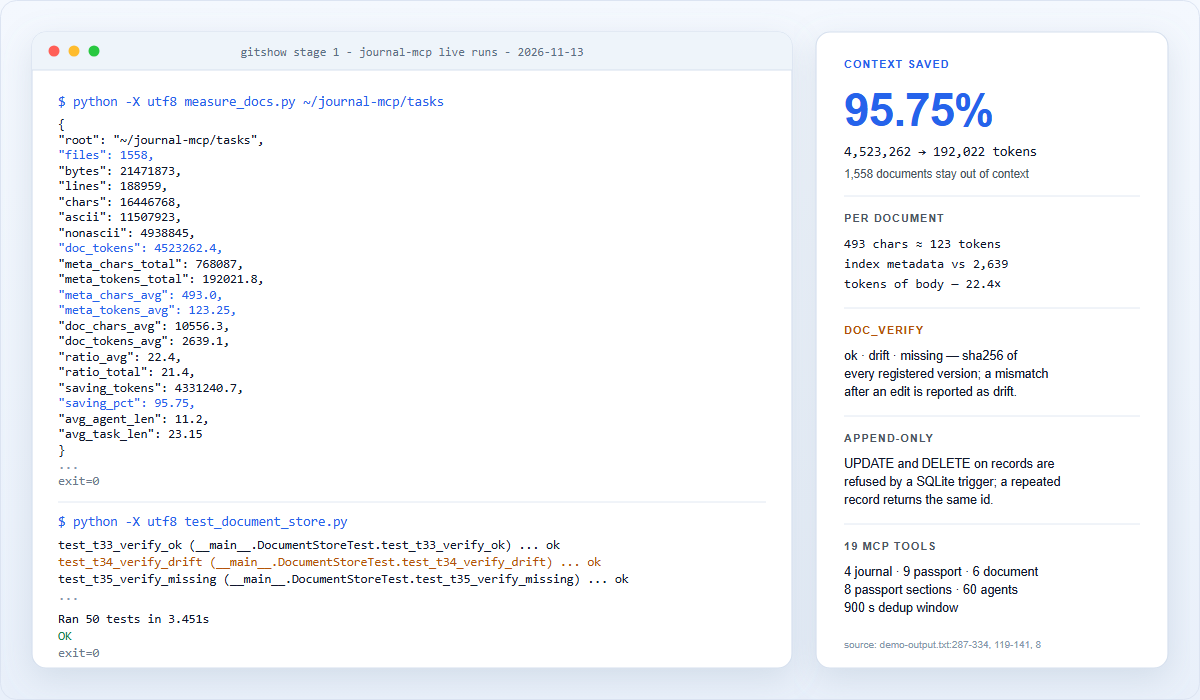 gitshow stage 1 - journal-mcp live runs - 2026-11-13
$ python -X utf8 measure_docs.py ~/journal-mcp/tasks
{
"root": "~/journal-mcp/tasks",
"files": 1558,
"bytes": 21471873,
"lines": 188959,
"chars": 16446768,
"ascii": 11507923,
"nonascii": 4938845,
"doc_tokens": 4523262.4,
"meta_chars_total": 768087,
"meta_tokens_total": 192021.8,
"meta_chars_avg": 493.0,
"meta_tokens_avg": 123.25,
"doc_chars_avg": 10556.3,
"doc_tokens_avg": 2639.1,
"ratio_avg": 22.4,
"ratio_total": 21.4,
"saving_tokens": 4331240.7,
"saving_pct": 95.75,
"avg_agent_len": 11.2,
"avg_task_len": 23.15
}
...
exit=0
$ python -X utf8 test_document_store.py
test_t33_verify_ok (__main__.DocumentStoreTest.test_t33_verify_ok) ... ok
test_t34_verify_drift (__main__.DocumentStoreTest.test_t34_verify_drift) ... ok
test_t35_verify_missing (__main__.DocumentStoreTest.test_t35_verify_missing) ... ok
...
Ran 50 tests in 3.451s
OK
exit=0
CONTEXT SAVED
95.75%
4,523,262 → 192,022 tokens
1,558 documents stay out of context
PER DOCUMENT
493 chars ≈ 123 tokens
index metadata vs 2,639
tokens of body — 22.4×
DOC_VERIFY
ok · drift · missing — sha256 of
every registered version; a mismatch
after an edit is reported as drift.
APPEND-ONLY
UPDATE and DELETE on records are
refused by a SQLite trigger; a repeated
record returns the same id.
19 MCP TOOLS
4 journal · 9 passport · 6 document
8 passport sections · 60 agents
900 s dedup window
source: demo-output.txt:287-334, 119-141, 8